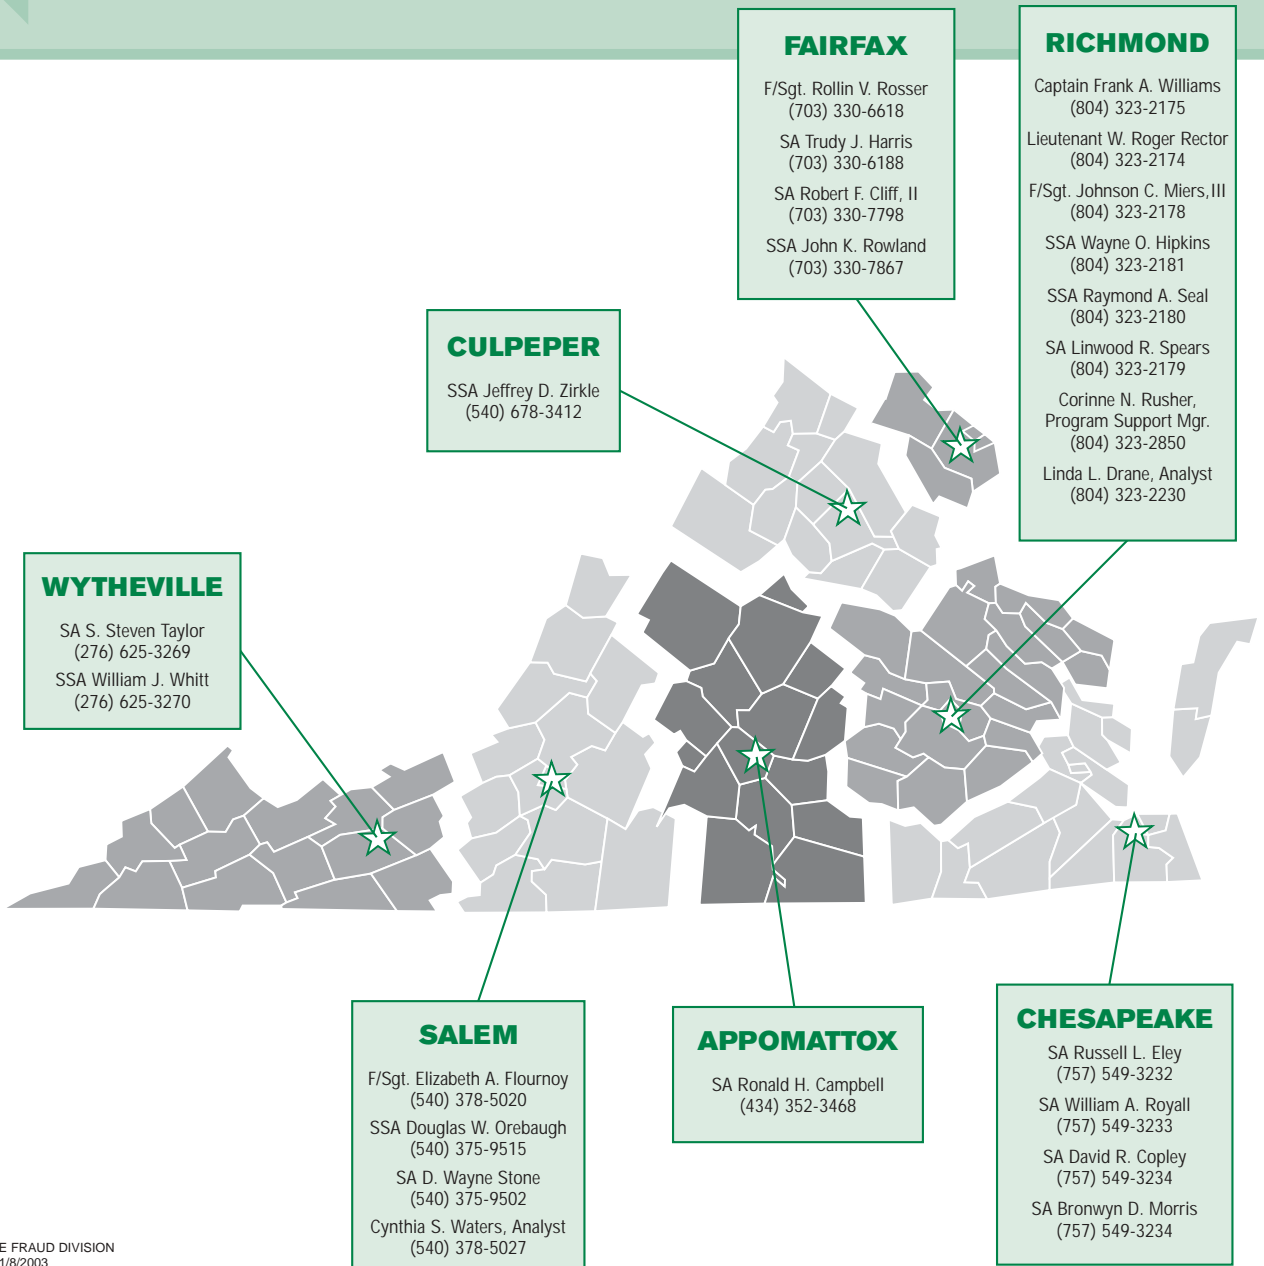 FAIRFAX
F/Sgt. Rollin V. Rosser
(703) 330-6618
SA Trudy J. Harris
(703) 330-6188
SA Robert F. Cliff, II
(703) 330-7798
SSA John K. Rowland
(703) 330-7867
RICHMOND
Captain Frank A. Williams
(804) 323-2175
Lieutenant W. Roger Rector
(804) 323-2174
F/Sgt. Johnson C. Miers,III
(804) 323-2178
SSA Wayne O. Hipkins
(804) 323-2181
SSA Raymond A. Seal
(804) 323-2180
SA Linwood R. Spears
(804) 323-2179
Corinne N. Rusher,
Program Support Mgr.
(804) 323-2850
Linda L. Drane, Analyst
(804) 323-2230
CULPEPER
SSA Jeffrey D. Zirkle
(540) 678-3412
WYTHEVILLE
SA S. Steven Taylor
(276) 625-3269
SSA William J. Whitt
(276) 625-3270
SALEM
F/Sgt. Elizabeth A. Flournoy
(540) 378-5020
SSA Douglas W. Orebaugh
(540) 375-9515
SA D. Wayne Stone
(540) 375-9502
Cynthia S. Waters, Analyst
(540) 378-5027
APPOMATTOX
SA Ronald H. Campbell
(434) 352-3468
CHESAPEAKE
SA Russell L. Eley
(757) 549-3232
SA William A. Royall
(757) 549-3233
SA David R. Copley
(757) 549-3234
SA Bronwyn D. Morris
(757) 549-3234
E FRAUD DIVISION
1/8/2003